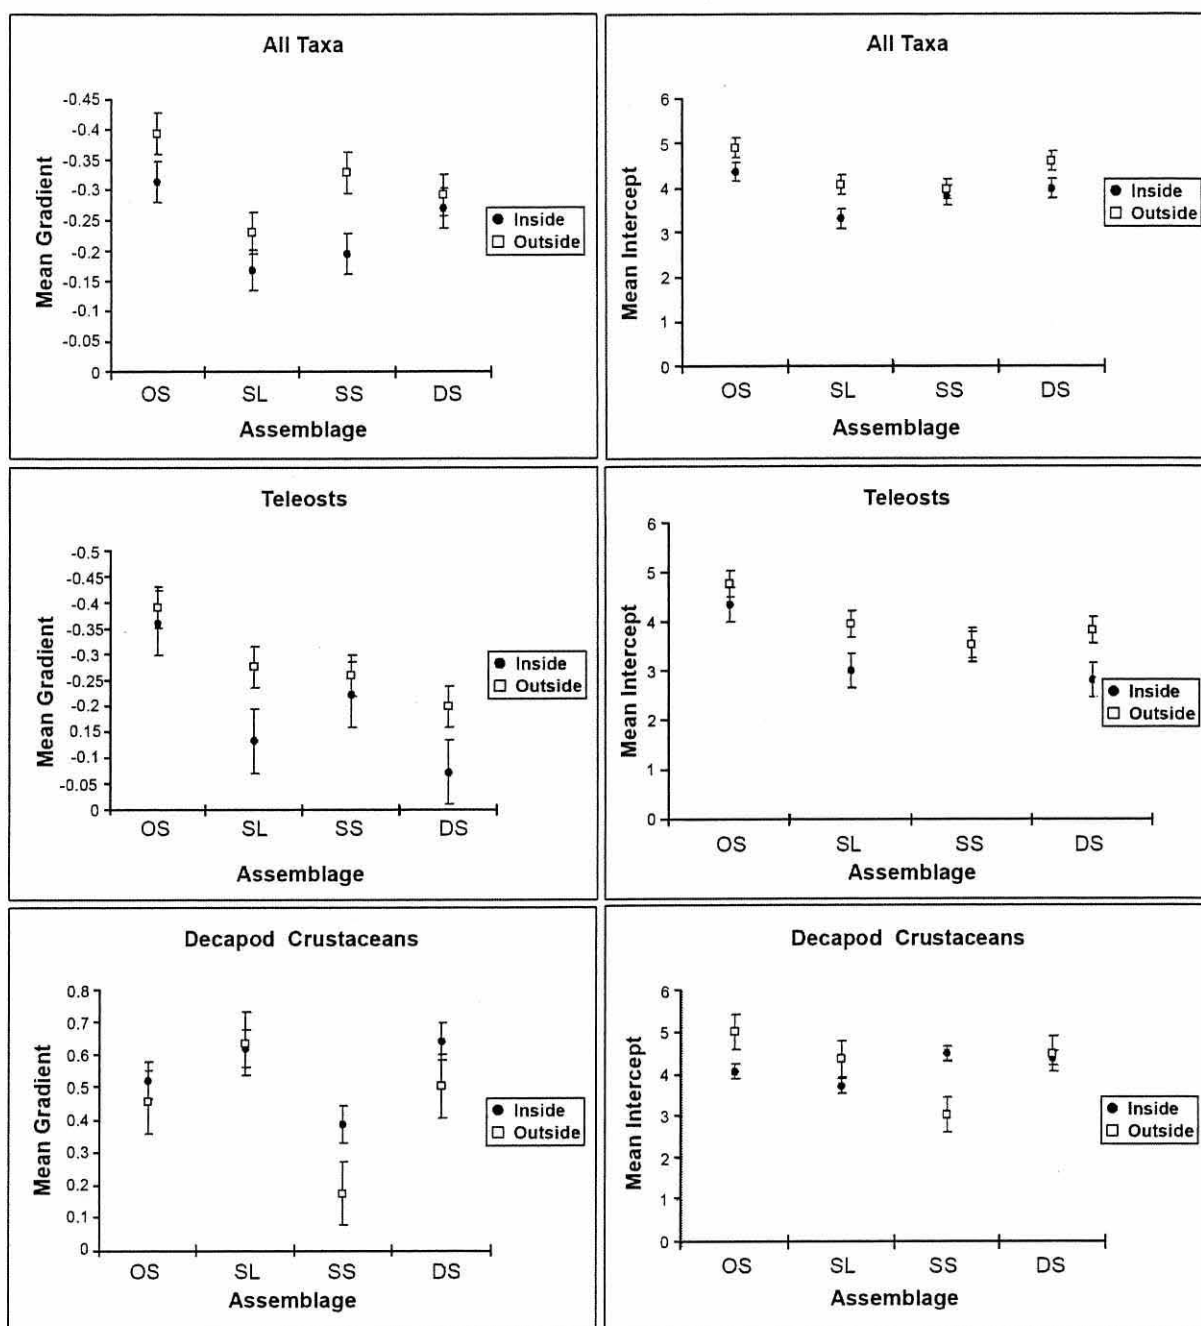 All Taxa
Mean Gradient
-0.45
-0.4
-0.35
-0.3
-0.25
-0.2
-0.15
-0.1
-0.05
0
OS SL SS DS
Assemblage
Inside
Outside
All Taxa
Mean Intercept
6
5
4
3
2
1
0
OS SL SS DS
Assemblage
Inside
Outside
Teleosts
Mean Gradient
-0.5
-0.45
-0.4
-0.35
-0.3
-0.25
-0.2
0.15
-0.1
-0.05
0
OS SL SS DS
Assemblage
Inside
Outside
Teleosts
Mean Intercept
6
5
4
3
2
1
0
OS SL SS DS
Assemblage
Inside
Outside
Decapod Crustaceans
Mean Gradient
0.8
0.7
0.6
0.5
0.4
0.3
0.2
0.1
0
OS SL SS DS
Assemblage
Inside
Outside
Decapod Crustaceans
Mean Intercept
6
5
4
3
2
1
0
OS SL SS DS
Assemblage
Inside
Outside